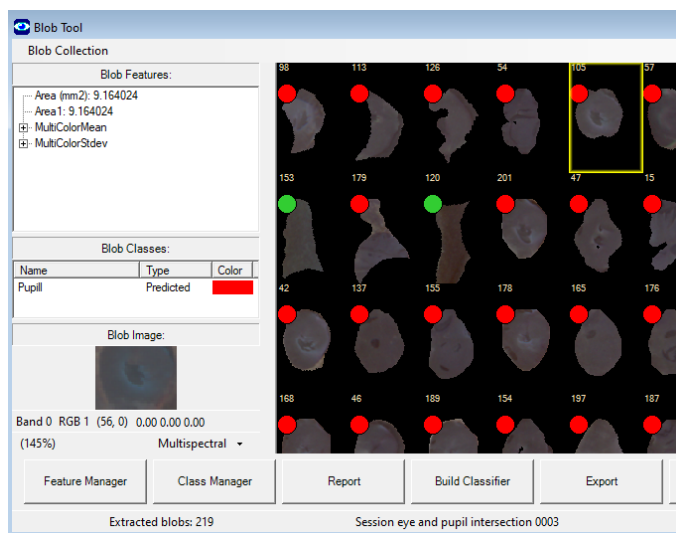 Blob Tool
Blob Collection
Blob Features:
Area (mm2): 9.164024
Area1: 9.164024
MultiColorMean
MultiColorStdev
Blob Classes:
Name Type Color
Pupill Predicted
Blob Image:
Band 0 RGB 1 (56, 0) 0.00 0.00 0.00
(145%) Multispectral
98 113 126 54 105 57
153 179 120 201 47 15
42 137 155 178 165 176
168 46 189 154 197 187
Feature Manager Class Manager Report Build Classifier Export
Extracted blobs: 219 Session eye and pupil intersection 0003